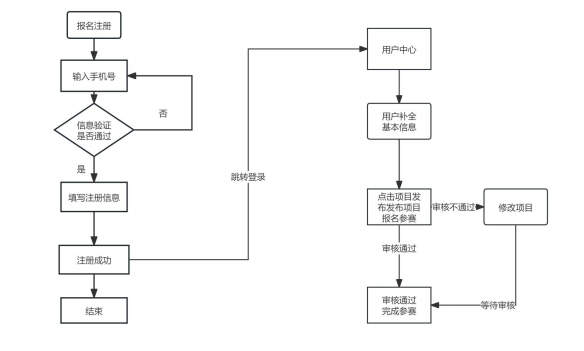 报名注册
输入手机号
否
信息验证
是否通过
是
填写注册信息
注册成功
结束
跳转登录
用户中心
用户补全
基本信息
点击项目发
布发布项目
报名参赛
审核不通过
修改项目
审核通过
等待审核
审核通过
完成参赛